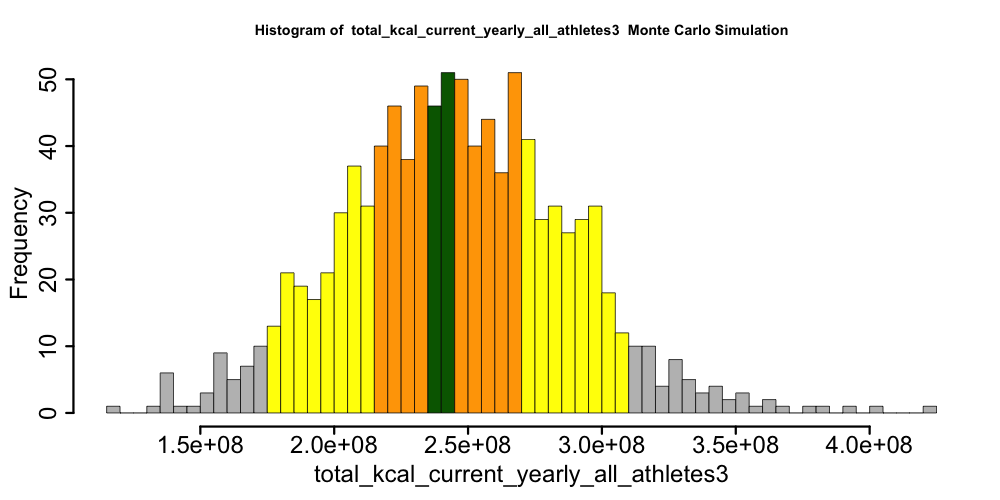 Histogram of total_kcal_current_yearly_all_athletes3 Monte Carlo Simulation
Frequency
50
40
30
20
10
0
1.5e+08 2.0e+08 2.5e+08 3.0e+08 3.5e+08 4.0e+08
total_kcal_current_yearly_all_athletes3